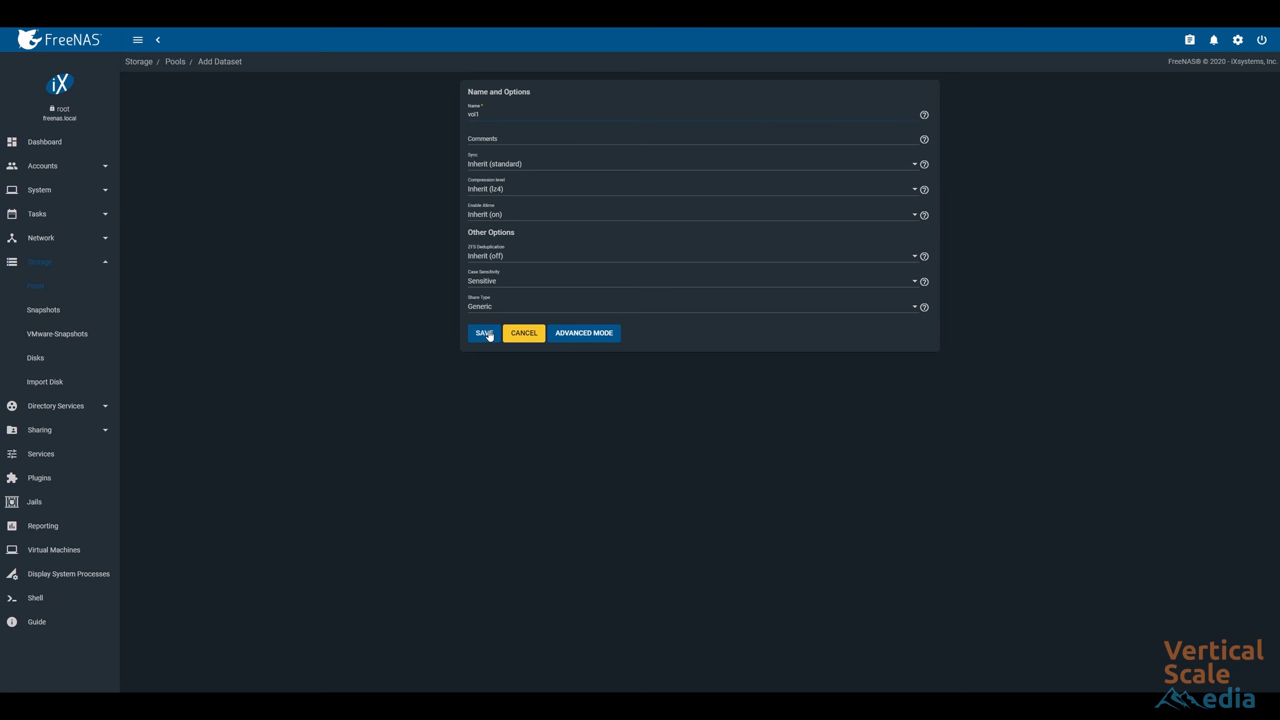 FreeNAS
Storage / Pools / Add Dataset
FreeNAS® © 2020 - iXsystems, Inc.
iX
root
freenas.local
Dashboard
Accounts
System
Tasks
Network
Storage
Pools
Snapshots
VMware-Snapshots
Disks
Import Disk
Directory Services
Sharing
Services
Plugins
Jails
Reporting
Virtual Machines
Display System Processes
Shell
Guide
Name and Options
Name *
vol1
Comments
Sync
Inherit (standard)
Compression level
Inherit (lz4)
Enable Atime
Inherit (on)
Other Options
ZFS Deduplication
Inherit (off)
Case Sensitivity
Sensitive
Share Type
Generic
SAVE CANCEL ADVANCED MODE
Vertical
Scale
Media